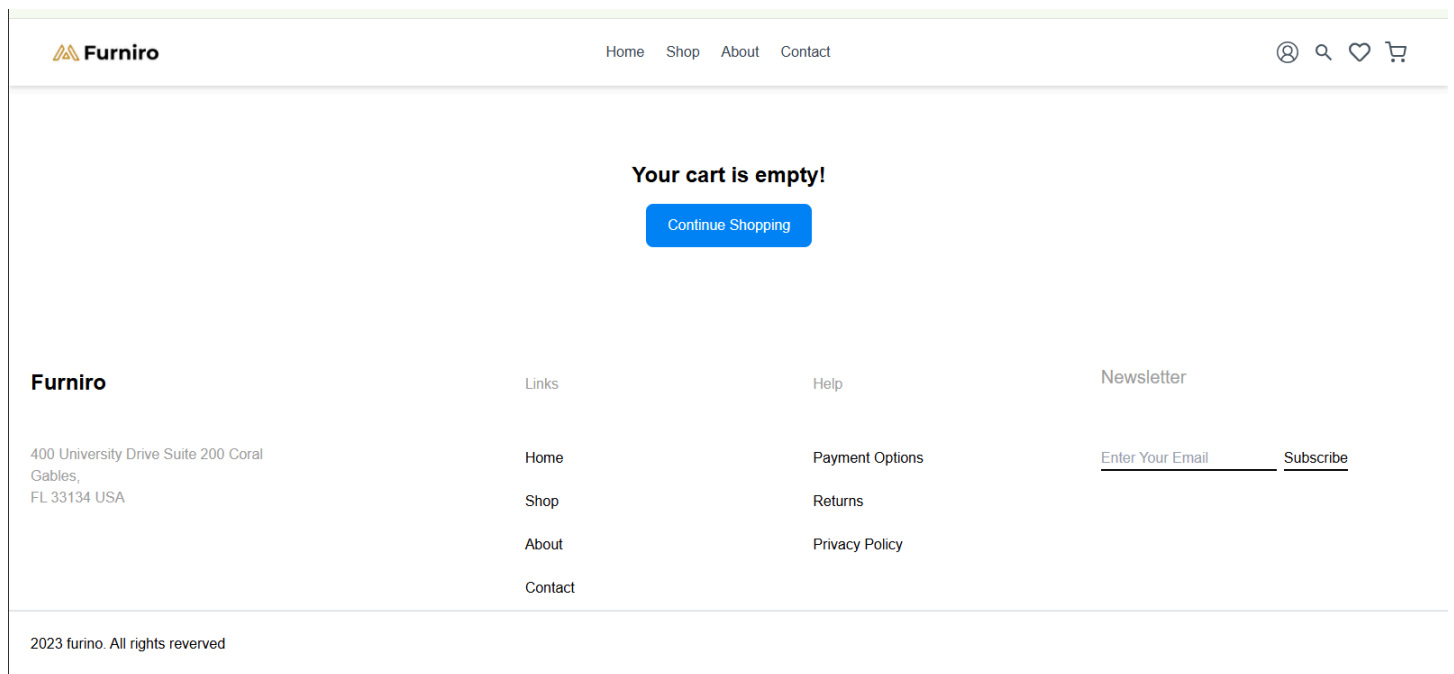 Furniro
Home Shop About Contact
Your cart is empty!
Continue Shopping
Furniro
400 University Drive Suite 200 Coral
Gables,
FL 33134 USA
Links
Home
Shop
About
Contact
Help
Payment Options
Returns
Privacy Policy
Newsletter
Enter Your Email Subscribe
2023 furino. All rights reverved